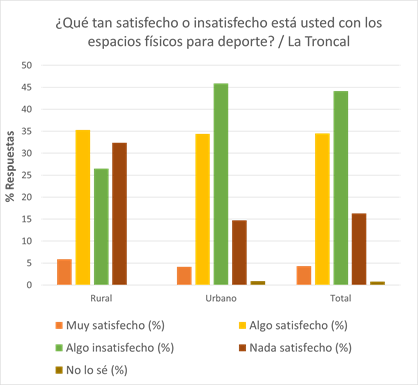 ¿Qué tan satisfecho o insatisfecho está usted con los
espacios físicos para deporte? / La Troncal
% Respuestas
50
45
40
35
30
25
20
15
10
5
0
Rural
Urbano
Total
Muy satisfecho (%)
Algo satisfecho (%)
Algo insatisfecho (%)
Nada satisfecho (%)
No lo sé (%)